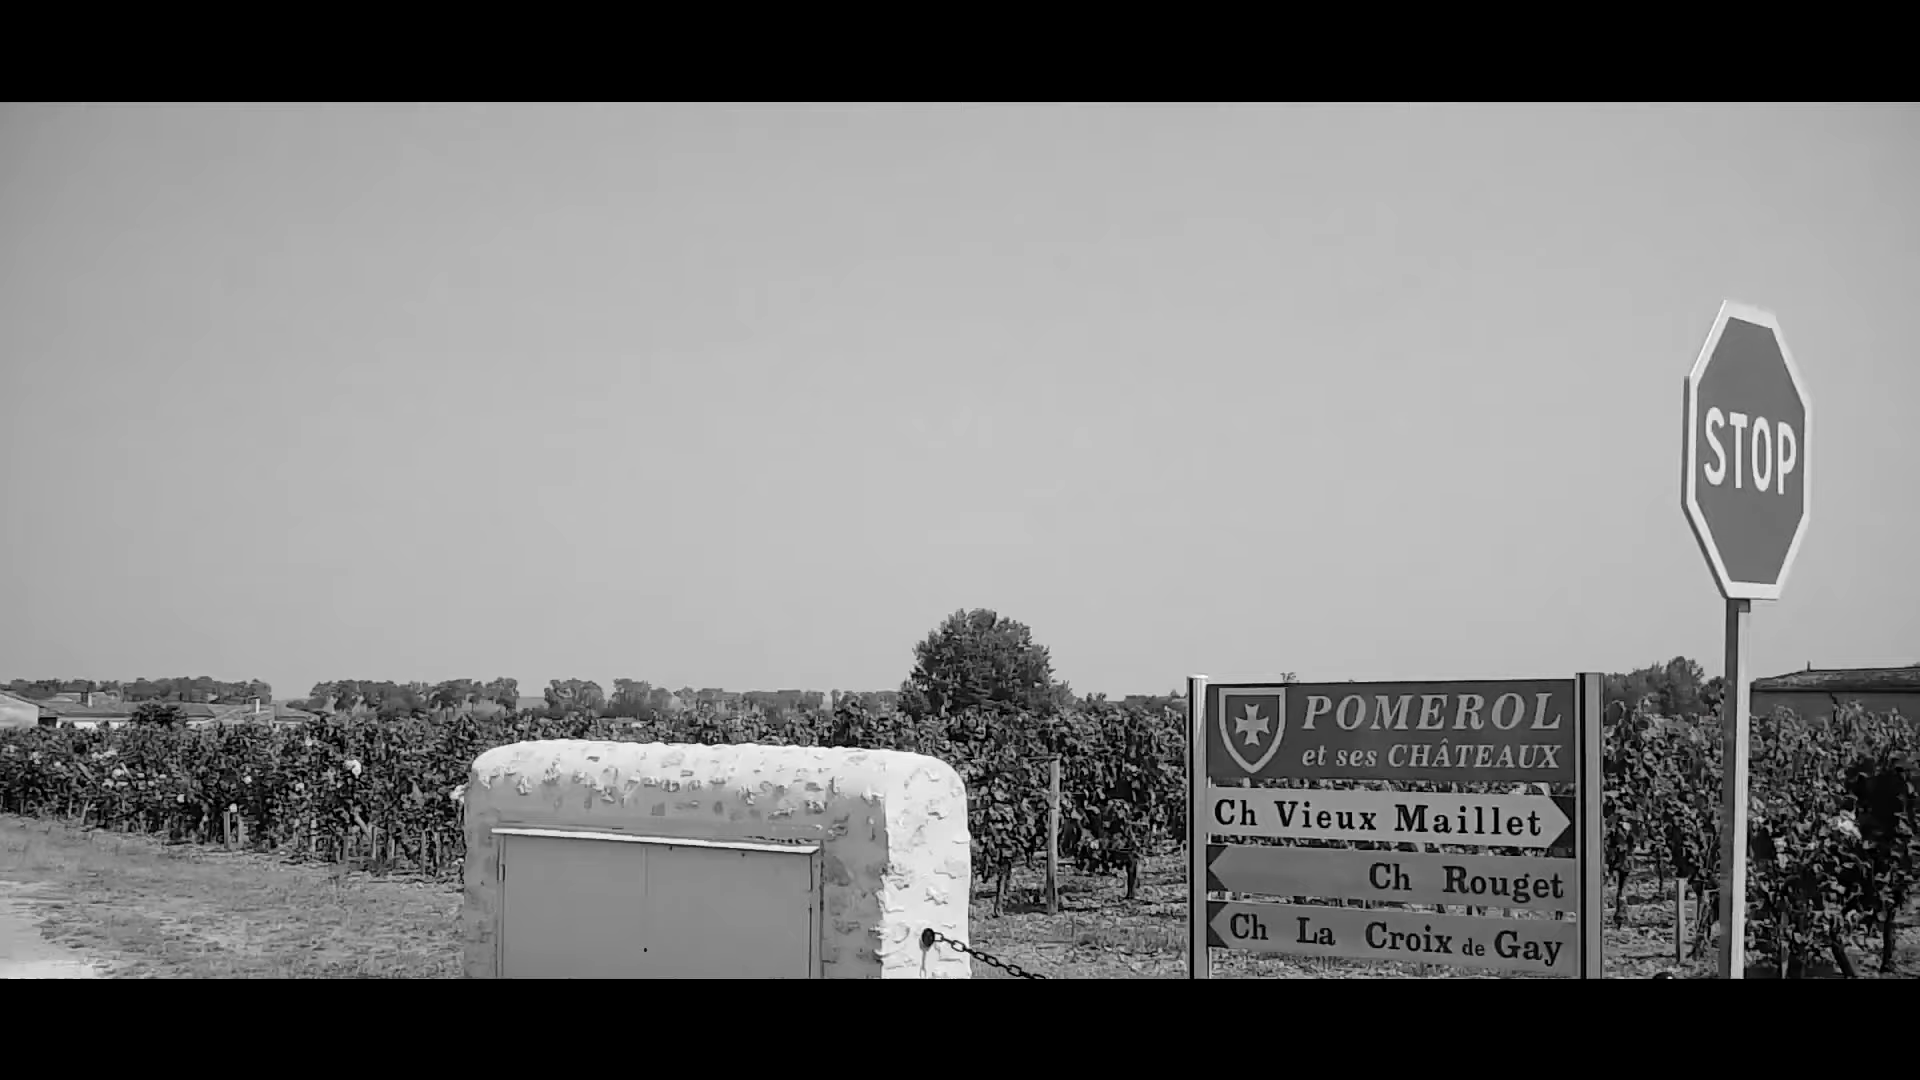 STOP
POMEROL
et ses CHÂTEAUX
Ch Vieux Maillet
Ch Rouget
Ch La Croix de Gay